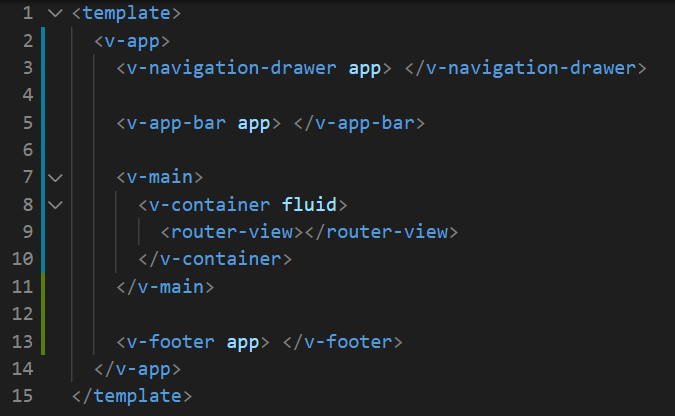 1 <template>
2 <v-app>
3 <v-navigation-drawer app> </v-navigation-drawer>
4
5 <v-app-bar app> </v-app-bar>
6
7 <v-main>
8 <v-container fluid>
9 <router-view></router-view>
10 </v-container>
11 </v-main>
12
13 <v-footer app> </v-footer>
14 </v-app>
15 </template>